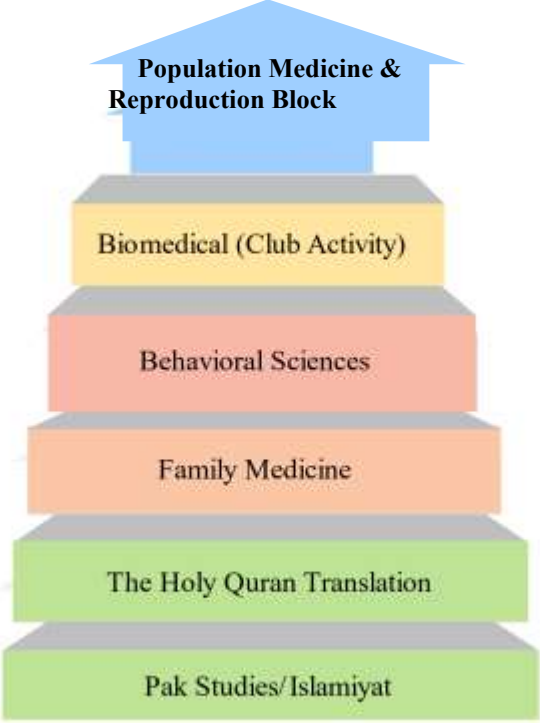 Population Medicine &
Reproduction Block
Biomedical (Club Activity)
Behavioral Sciences
Family Medicine
The Holy Quran Translation
Pak Studies/Islamiyat